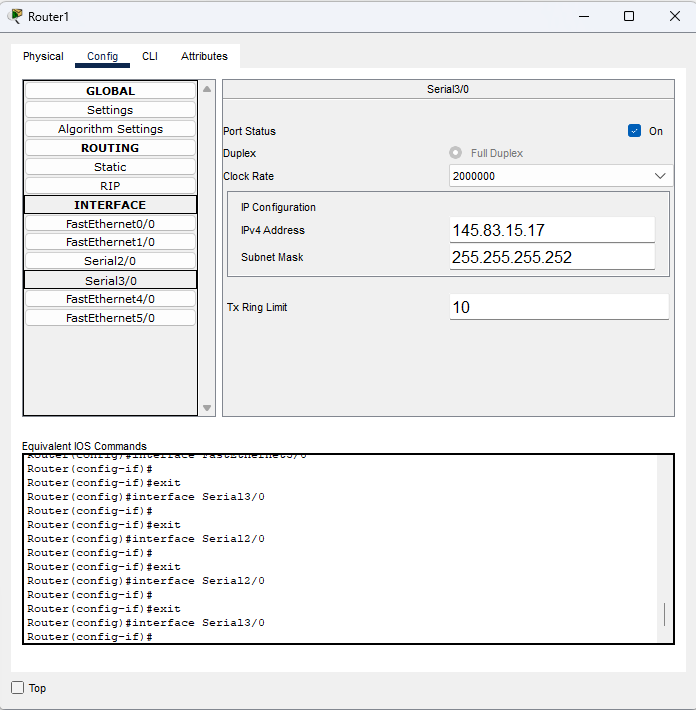 Router1
Physical Config CLI Attributes
GLOBAL
Settings
Algorithm Settings
ROUTING
Static
RIP
INTERFACE
FastEthernet0/0
FastEthernet1/0
Serial2/0
Serial3/0
FastEthernet4/0
FastEthernet5/0
Serial3/0
Port Status On
Duplex Full Duplex
Clock Rate 2000000
IP Configuration
IPv4 Address 145.83.15.17
Subnet Mask 255.255.255.252
Tx Ring Limit 10
Equivalent IOS Commands
Router(config)#interface FastEthernet5/0
Router(config-if)#
Router(config-if)#exit
Router(config)#interface Serial3/0
Router(config-if)#
Router(config-if)#exit
Router(config)#interface Serial2/0
Router(config-if)#
Router(config-if)#exit
Router(config)#interface Serial2/0
Router(config-if)#
Router(config-if)#exit
Router(config)#interface Serial3/0
Router(config-if)#
Top